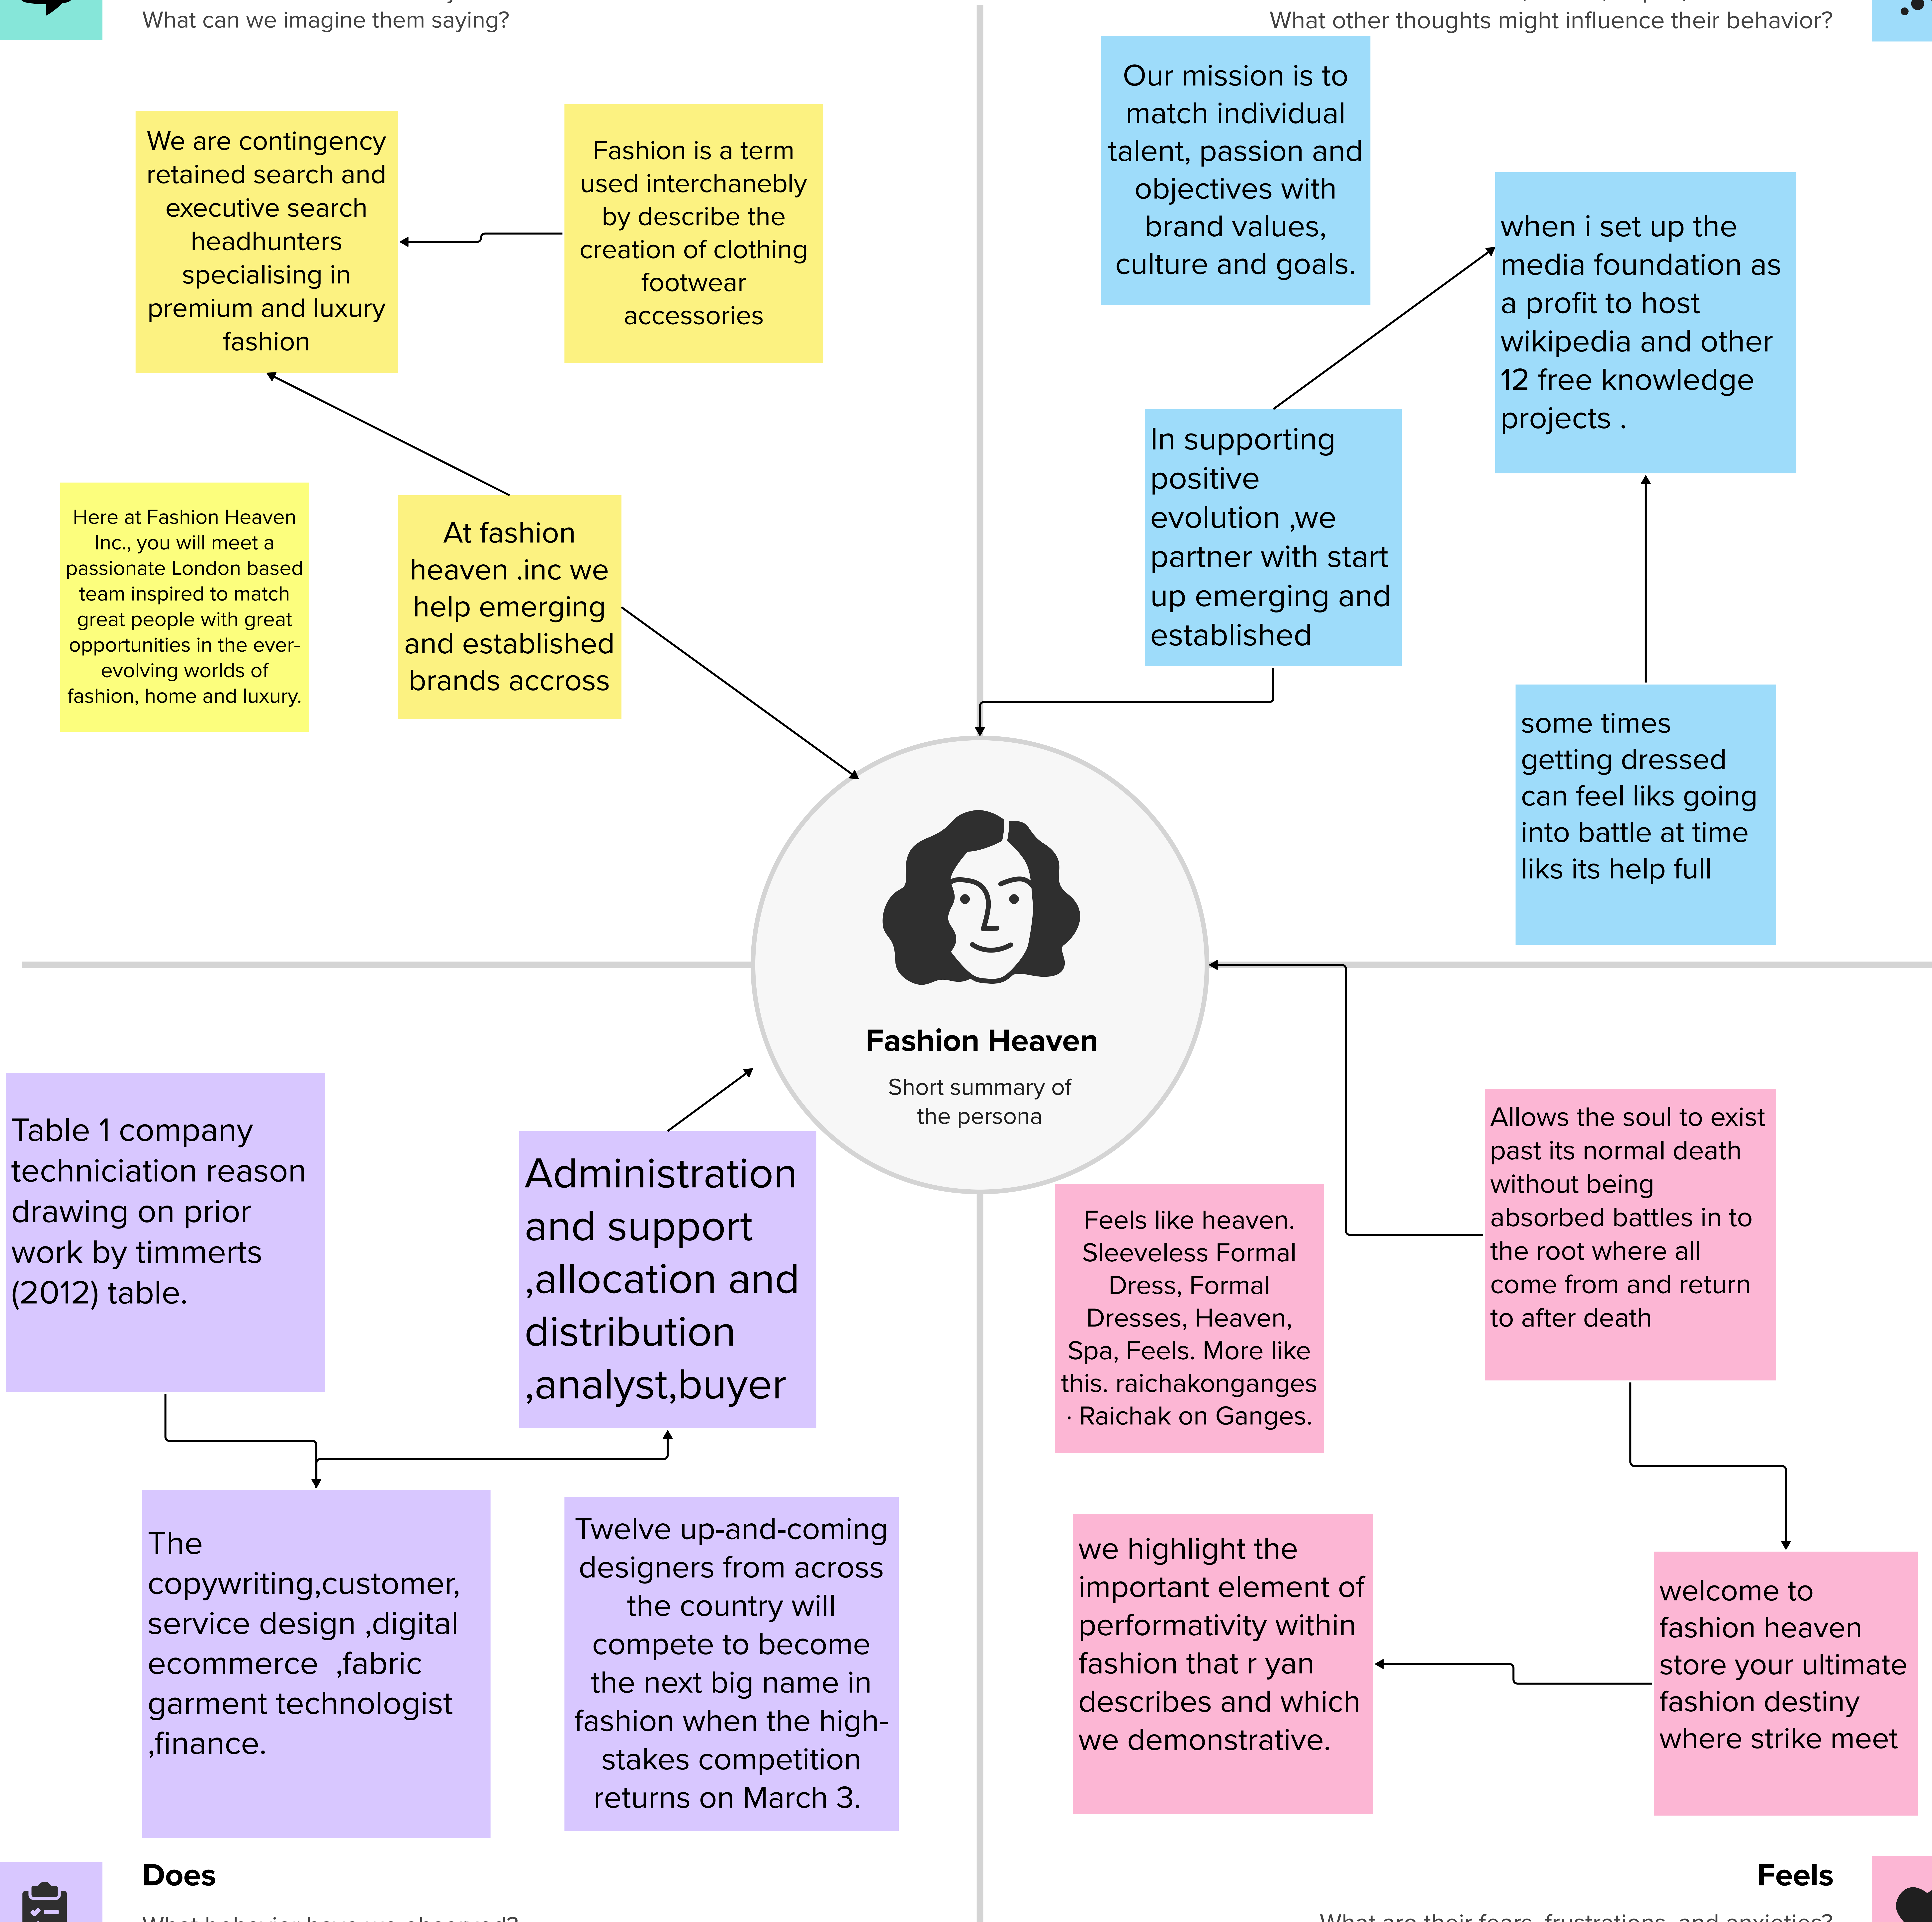 What can we imagine them saying?
What other thoughts might influence their behavior?
We are contingency
retained search and
executive search
headhunters
specialising in
premium and luxury
fashion
Fashion is a term
used interchanebly
by describe the
creation of clothing
footwear
accessories
Here at Fashion Heaven
Inc., you will meet a
passionate London based
team inspired to match
great people with great
opportunities in the ever-
evolving worlds of
fashion, home and luxury.
At fashion
heaven .inc we
help emerging
and established
brands accross
Our mission is to
match individual
talent, passion and
objectives with
brand values,
culture and goals.
when i set up the
media foundation as
a profit to host
wikipedia and other
12 free knowledge
projects .
In supporting
positive
evolution ,we
partner with start
up emerging and
established
some times
getting dressed
can feel liks going
into battle at time
liks its help full
Fashion Heaven
Short summary of
the persona
Table 1 company
techniciation reason
drawing on prior
work by timmerts
(2012) table.
Administration
and support
,allocation and
distribution
,analyst,buyer
The
copywriting,customer,
service design ,digital
ecommerce  ,fabric
garment technologist
,finance.
Twelve up-and-coming
designers from across
the country will
compete to become
the next big name in
fashion when the high-
stakes competition
returns on March 3.
Feels like heaven.
Sleeveless Formal
Dress, Formal
Dresses, Heaven,
Spa, Feels. More like
this. raichakonganges
· Raichak on Ganges.
Allows the soul to exist
past its normal death
without being
absorbed battles in to
the root where all
come from and return
to after death
we highlight the
important element of
performativity within
fashion that r yan
describes and which
we demonstrative.
welcome to
fashion heaven
store your ultimate
fashion destiny
where strike meet
Does
What behavior have we observed?
Feels
What are their fears, frustrations, and anxieties?